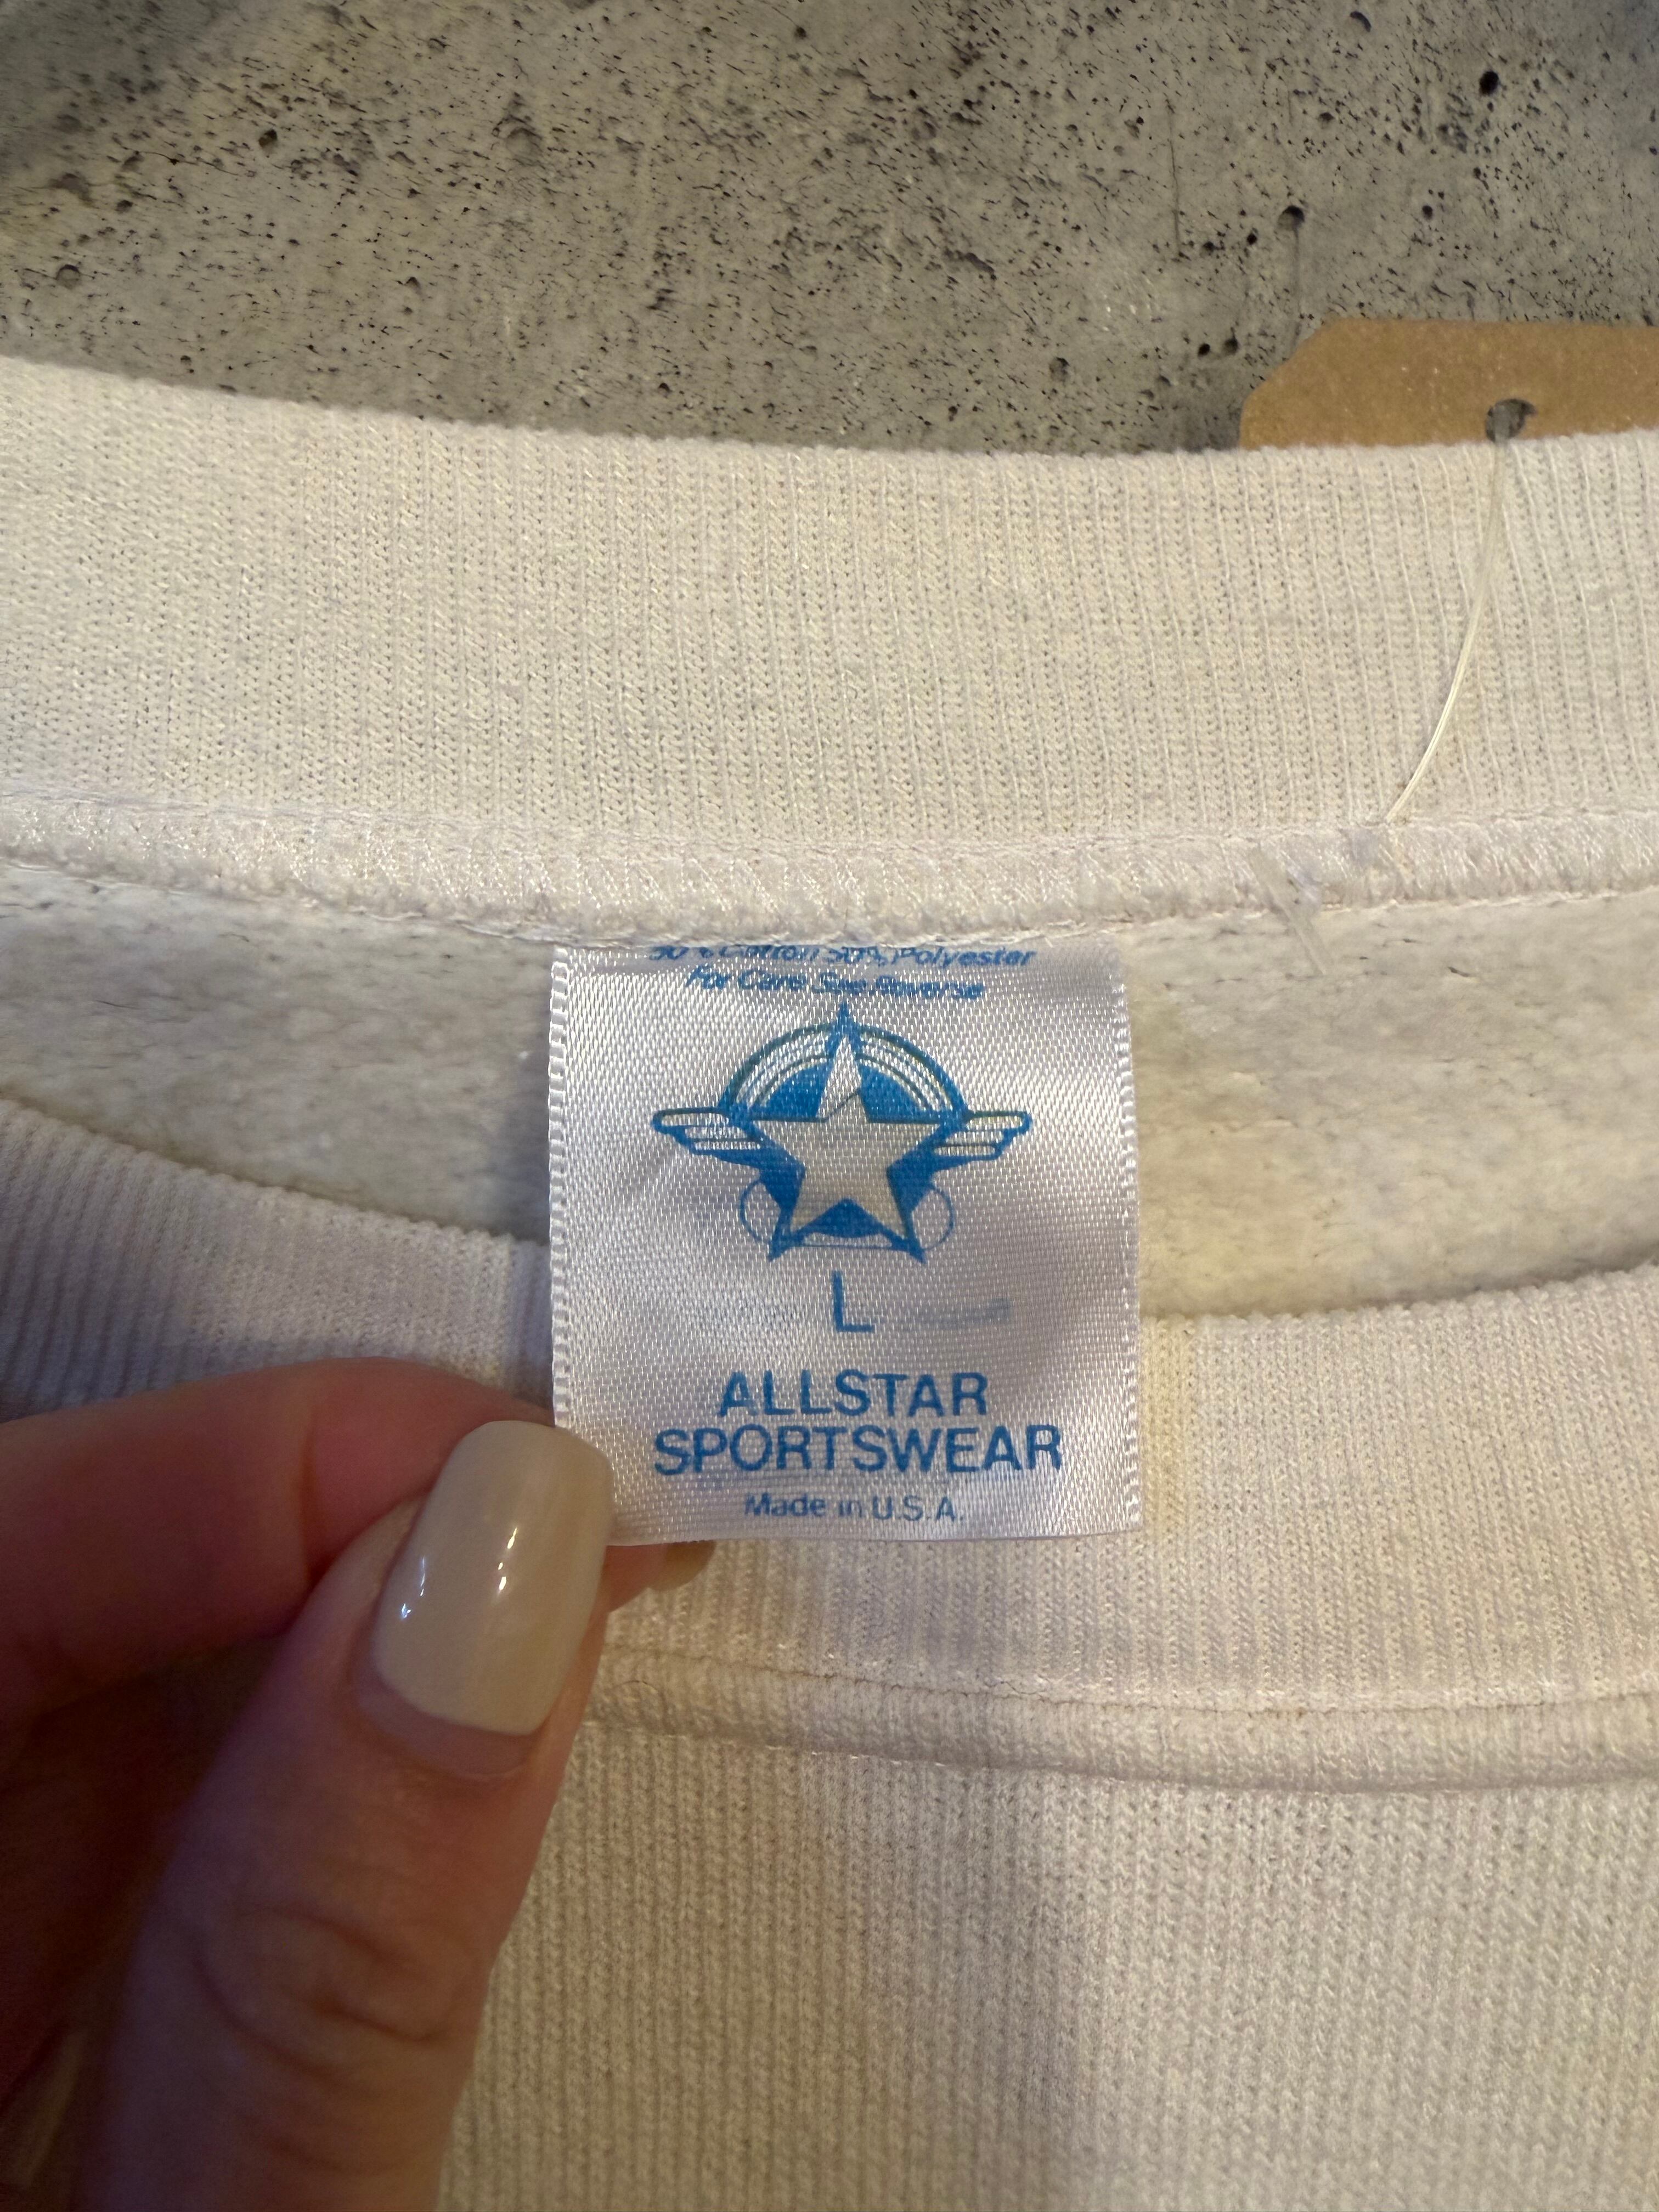 50% Cotton 50% Polyester
For Care See Reverse
L
ALLSTAR
SPORTSWEAR
Made in U.S.A.